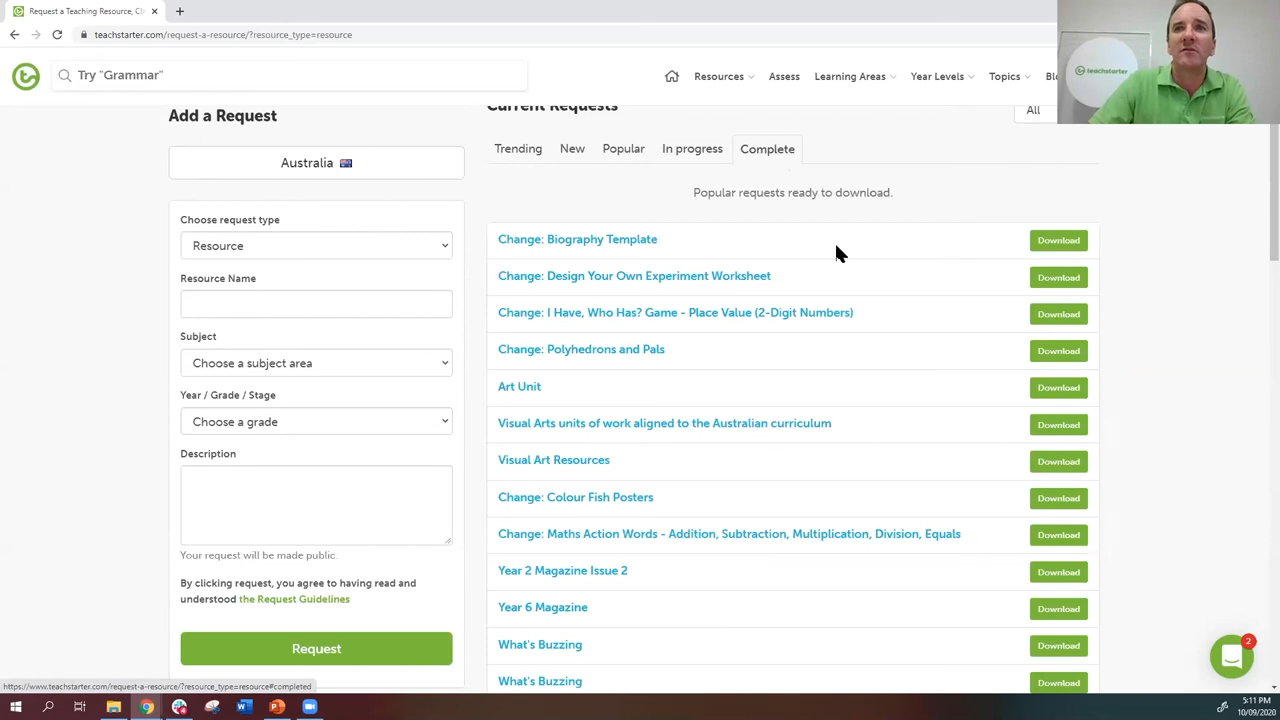 Request a Teaching Resource, Cl
teachstarter.com/request-a-resource/?resource_type=resource
Try "Grammar"
Resources
Assess
Learning Areas
Year Levels
Topics
teachstarter
Add a Request
Australia
Choose request type
Resource
Resource Name
Subject
Choose a subject area
Year / Grade / Stage
Choose a grade
Description
Your request will be made public.
By clicking request, you agree to having read and
understood the Request Guidelines
Request
Current Requests
All
Trending
New
Popular
In progress
Complete
Popular requests ready to download.
Change: Biography Template
Download
Change: Design Your Own Experiment Worksheet
Download
Change: I Have, Who Has? Game - Place Value (2-Digit Numbers)
Download
Change: Polyhedrons and Pals
Download
Art Unit
Download
Visual Arts units of work aligned to the Australian curriculum
Download
Visual Art Resources
Download
Change: Colour Fish Posters
Download
Change: Maths Action Words - Addition, Subtraction, Multiplication, Division, Equals
Download
Year 2 Magazine Issue 2
Download
Year 6 Magazine
Download
What's Buzzing
Download
What's Buzzing
Download
2
https://www.teachstarter.com/request-a-resource/?resource_type=resource#completed
5:11 PM
10/09/2020